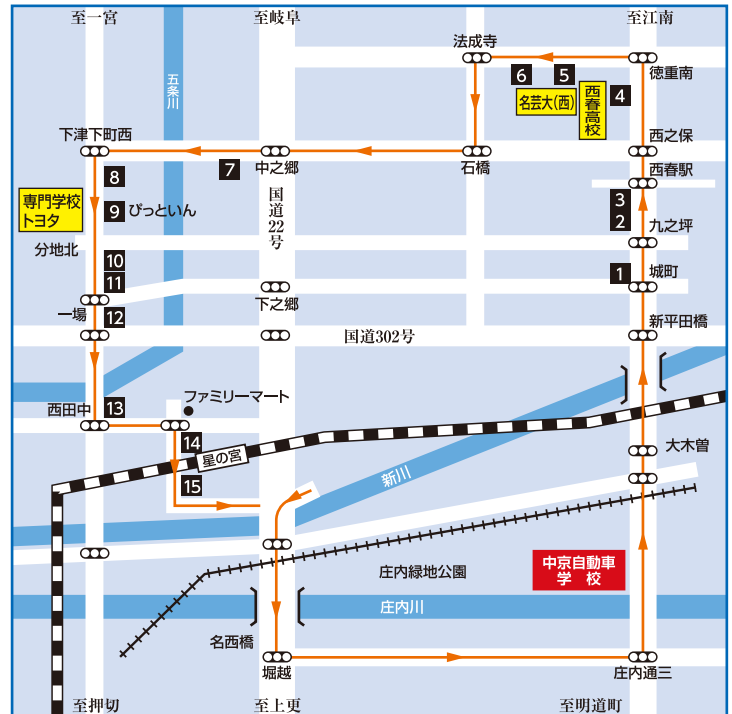 至一宮
至岐阜
至江南
法成寺
徳重南
五条川
6
5
4
名芸大(西)
西春高校
下津下町西
中之郷
石橋
西之保
7
西春駅
8
専門学校
トヨタ
9
ぴっといん
国道22号
3
2
九之坪
分地北
10
11
1
城町
一場
12
下之郷
新平田橋
国道302号
西田中
13
ファミリーマート
14
星の宮
大木曽
15
新川
中京自動車
学 校
庄内緑地公園
庄内川
名西橋
堀越
庄内通三
至押切
至上更
至明道町